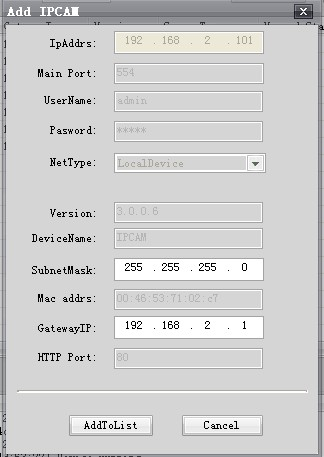 Add IPCAM
IpAddrs: 192 . 168 . 2 . 101
Main Port: 554
UserName: admin
Pasword: *****
NetType: LocalDevice
Version: 3.0.0.6
DeviceName: IPCAM
SubnetMask: 255 . 255 . 255 . 0
Mac addrs: 00:46:53:71:02:c7
GatewayIP: 192 . 168 . 2 . 1
HTTP Port: 80
AddToList Cancel